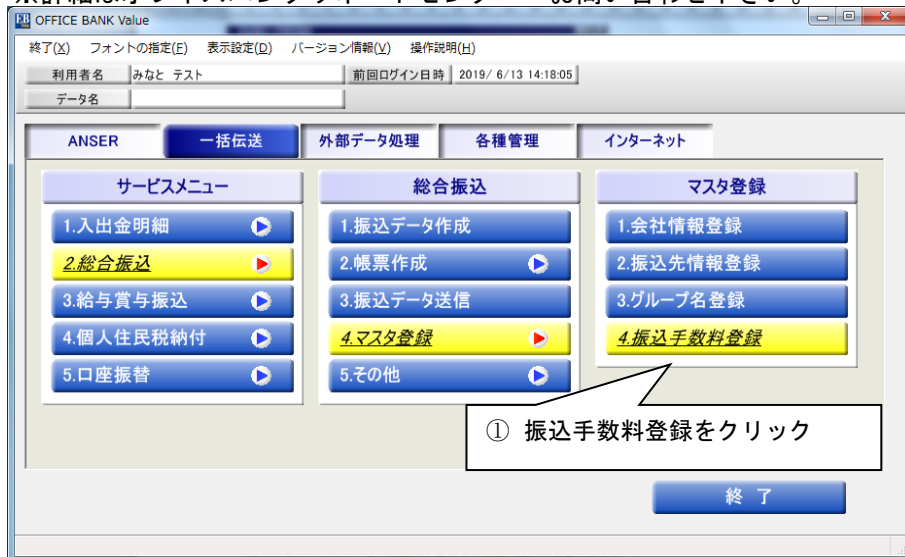 OFFICE BANK Value
終了(X) フォントの指定(F) 表示設定(D) バージョン情報(V) 操作説明(H)
利用者名 みなと テスト 前回ログイン日時 2019/ 6/13 14:18:05
データ名
ANSER 一括伝送 外部データ処理 各種管理 インターネット
サービスメニュー
1.入出金明細
2.総合振込
3.給与賞与振込
4.個人住民税納付
5.口座振替
総合振込
1.振込データ作成
2.帳票作成
3.振込データ送信
4.マスタ登録
5.その他
マスタ登録
1.会社情報登録
2.振込先情報登録
3.グループ名登録
4.振込手数料登録
① 振込手数料登録をクリック
終 了